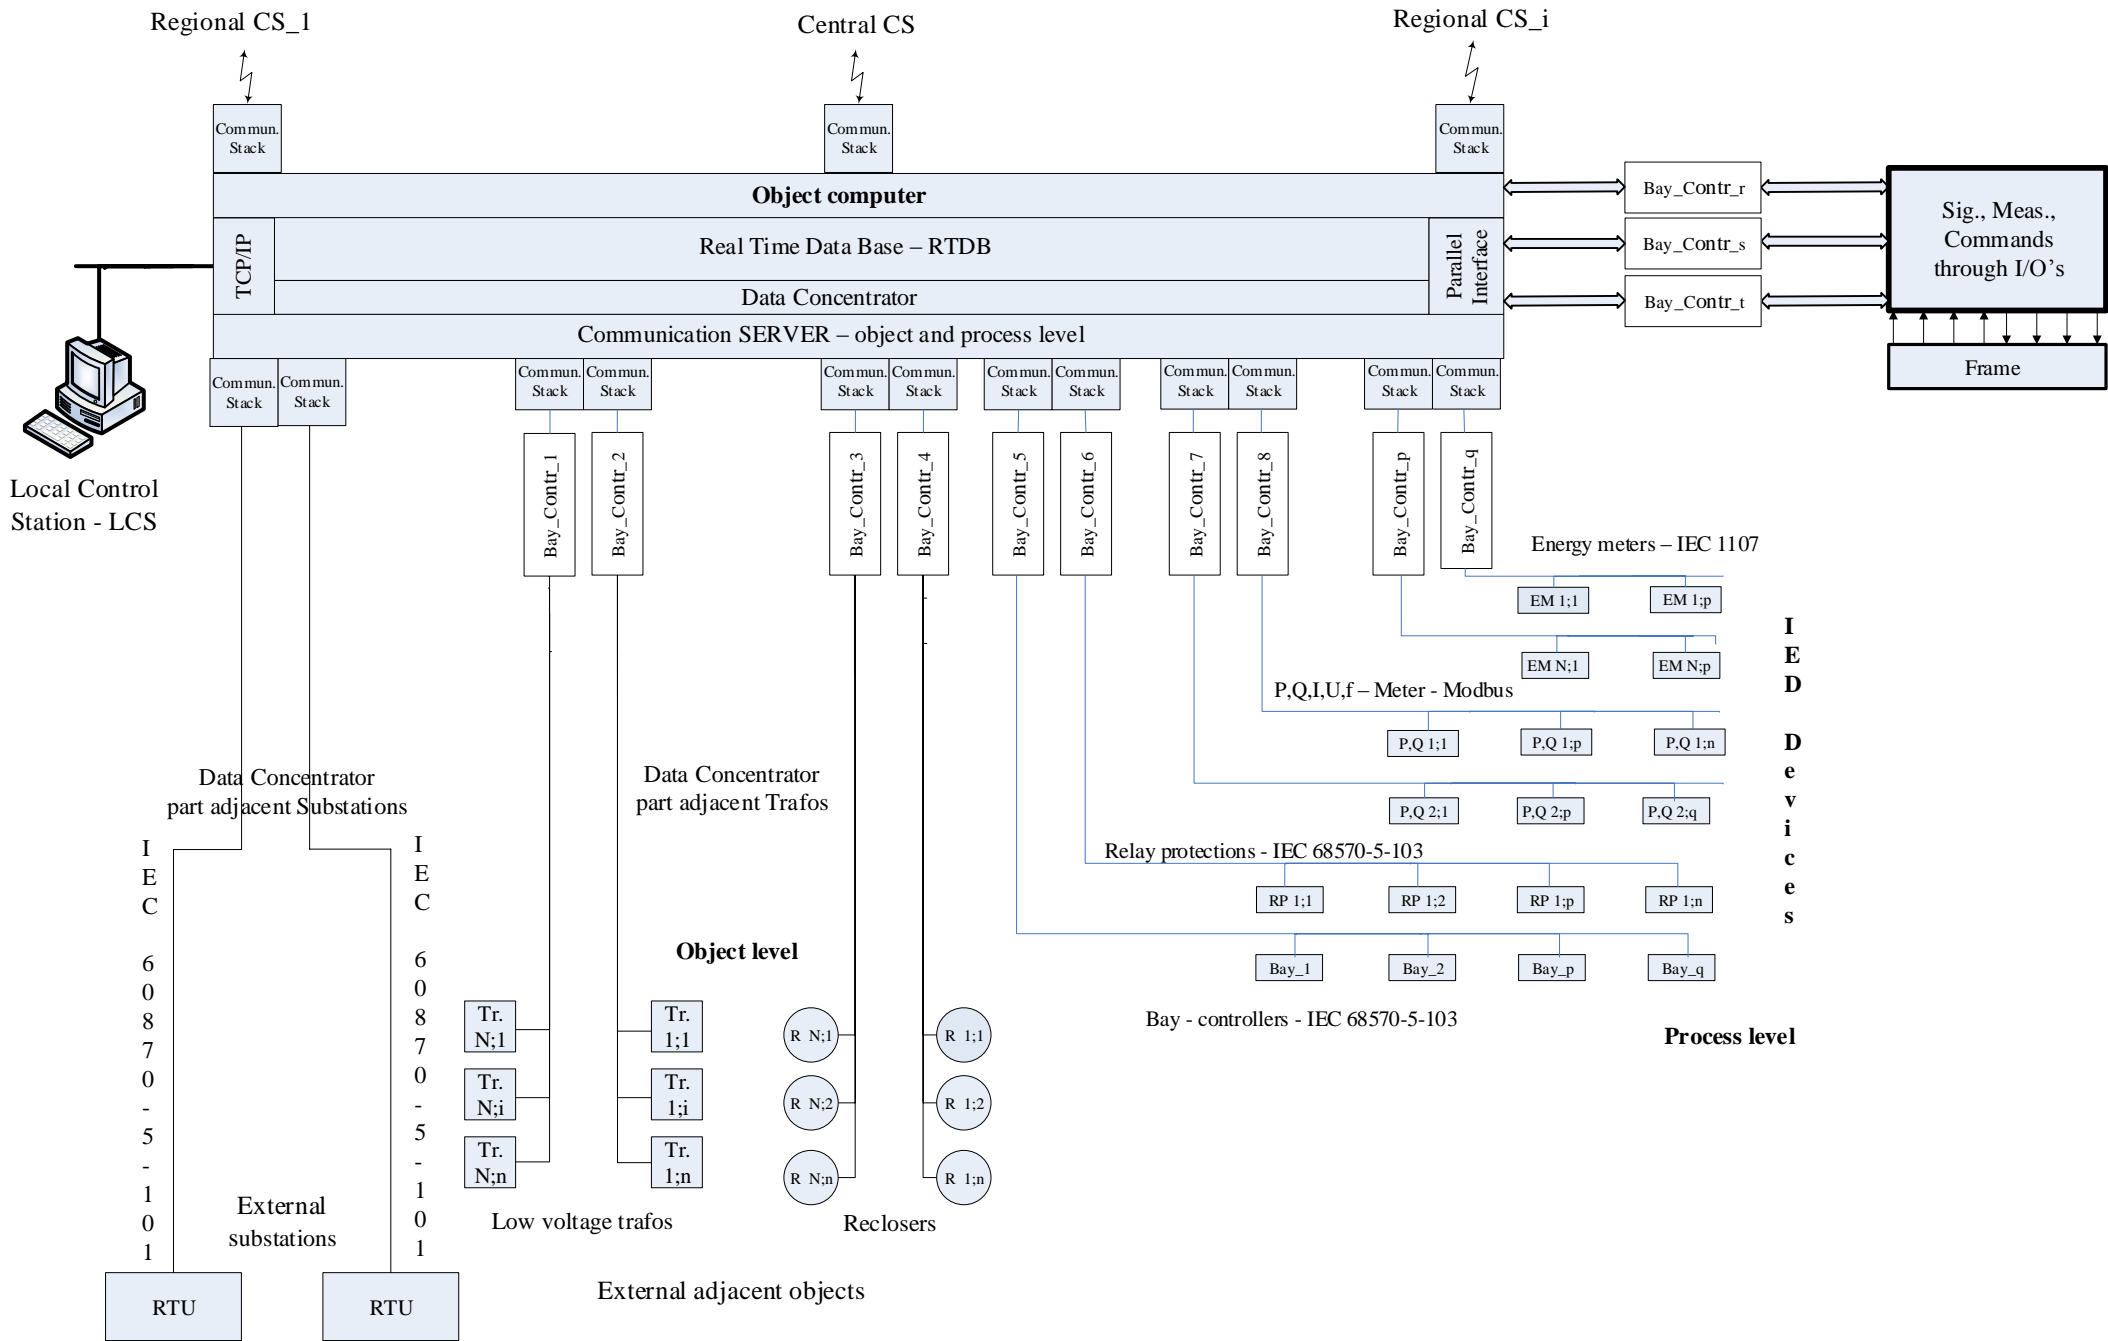 Regional CS_1
Central CS
Regional CS_i
Commun.
Stack
Commun.
Stack
Commun.
Stack
Object computer
TCP/IP
Real Time Data Base – RTDB
Data Concentrator
Parallel
Interface
Communication SERVER – object and process level
Bay_Contr_r
Bay_Contr_s
Bay_Contr_t
Sig., Meas.,
Commands
through I/O's
Frame
Local Control
Station - LCS
Commun.
Stack
Commun.
Stack
Commun.
Stack
Commun.
Stack
Commun.
Stack
Commun.
Stack
Commun.
Stack
Commun.
Stack
Commun.
Stack
Commun.
Stack
Commun.
Stack
Commun.
Stack
Bay_Contr_1
Bay_Contr_2
Bay_Contr_3
Bay_Contr_4
Bay_Contr_5
Bay_Contr_6
Bay_Contr_7
Bay_Contr_8
Bay_Contr_p
Bay_Contr_q
Energy meters – IEC 1107
EM 1;1
EM 1;p
EM N;1
EM N;p
P,Q,I,U,f – Meter - Modbus
P,Q 1;1
P,Q 1;p
P,Q 1;n
P,Q 2;1
P,Q 2;p
P,Q 2;q
Relay protections - IEC 68570-5-103
RP 1;1
RP 1;2
RP 1;p
RP 1;n
Bay_1
Bay_2
Bay_p
Bay_q
Bay - controllers - IEC 68570-5-103
Process level
IED Devices
Data Concentrator
part adjacent Substations
Data Concentrator
part adjacent Trafos
IEC 60870-5-101
IEC 60870-5-101
Object level
Tr.
N;1
Tr.
N;i
Tr.
N;n
Tr.
1;1
Tr.
1;i
Tr.
1;n
R N;1
R N;2
R N;n
R 1;1
R 1;2
R 1;n
External
substations
Low voltage trafos
Reclosers
External adjacent objects
RTU
RTU